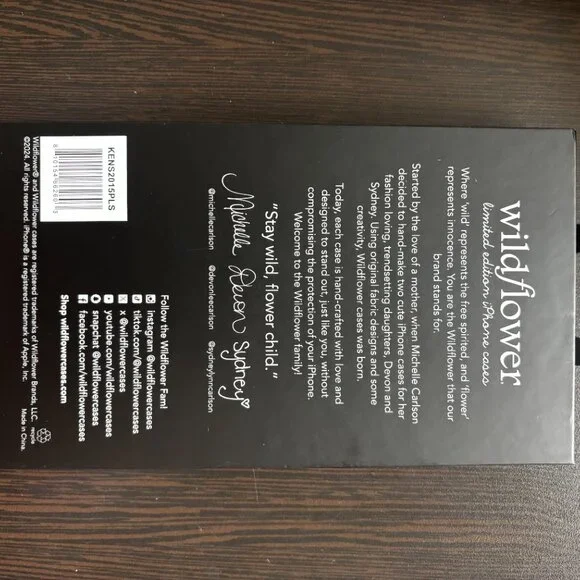 wildflower
limited edition iPhone cases
Where 'wild' represents the free spirited, and 'flower'
represents innocence. You are the Wildflower that our
brand stands for.
Started by the love of a mother, when Michelle Carlson
decided to hand-make two cute iPhone cases for her
fashion loving, trendsetting daughters, Devon and
Sydney. Using original fabric designs and some
creativity, Wildflower cases was born.
Today, each case is hand-crafted with love and
designed to stand out, just like you, without
compromising the protection of your iPhone.
Welcome to the Wildflower family!
"Stay wild, flower child."
Michelle Devon Sydney
@michellecarlson @devonleecarlson @sydneylynncarlson
Follow the Wildflower Fam!
instagram @wildflowercases
tiktok.com/@wildflowercases
x @wildflowercases
youtube.com/wildflowercases
snapchat @wildflowercases
facebook.com/wildflowercases
Shop wildflowercases.com
KENS2015PLS
Wildflower® and Wildflower cases are registered trademarks of Wildflower Brands, LLC.
©2024. All rights reserved. iPhone® is a registered trademark of Apple, Inc.
recycle
Made in China.